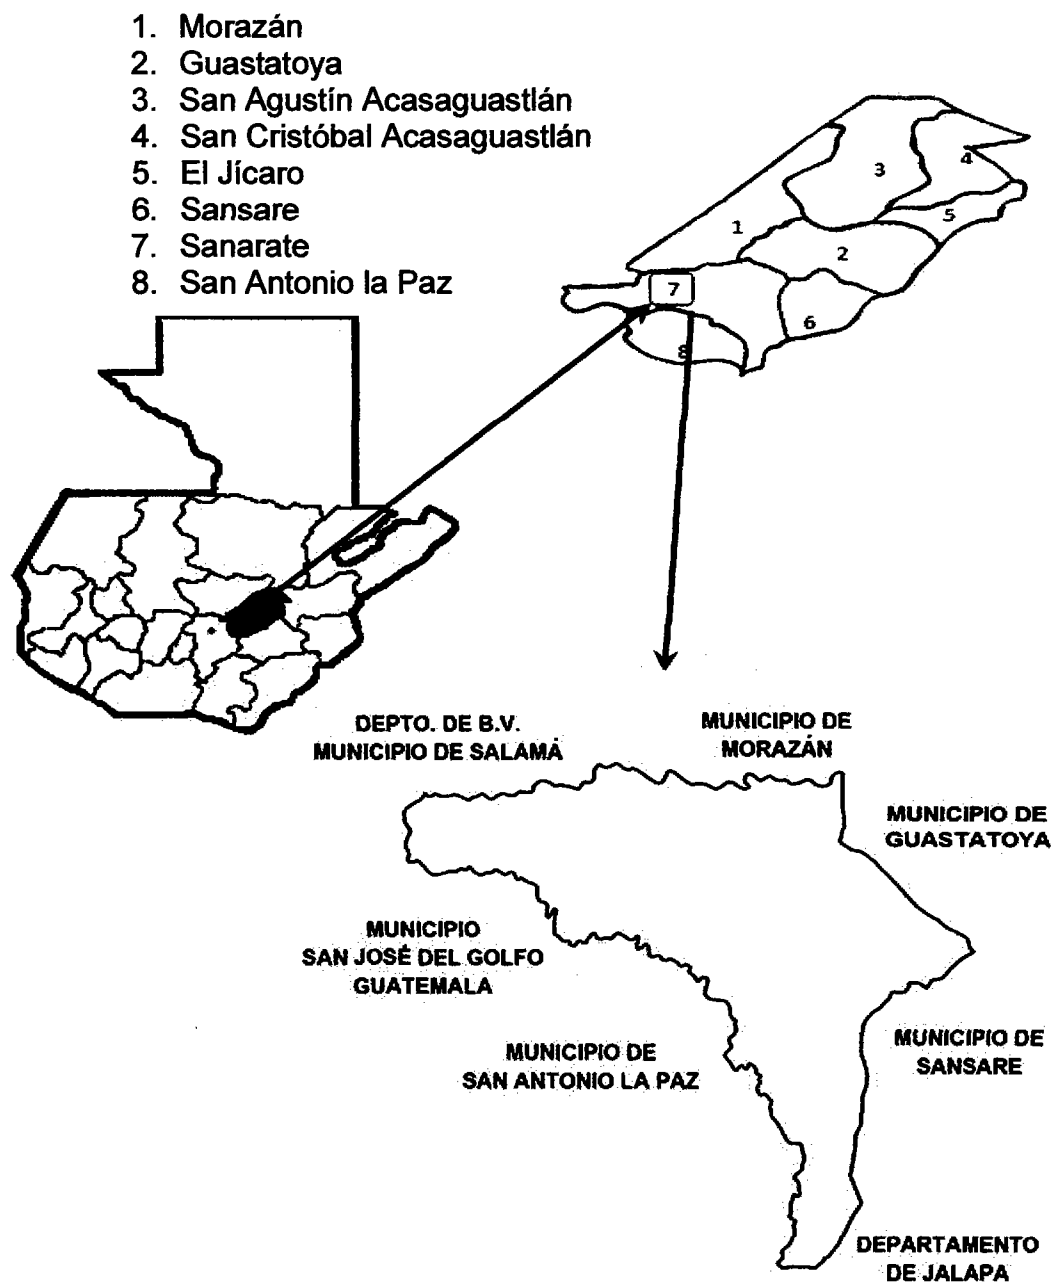 1. Morazán
2. Guastatoya
3. San Agustín Acasaguastlán
4. San Cristóbal Acasaguastlán
5. El Jícaro
6. Sansare
7. Sanarate
8. San Antonio la Paz
3
4
5
1
2
7
6
8
DEPTO. DE B.V.
MUNICIPIO DE SALAMÁ
MUNICIPIO DE
MORAZÁN
MUNICIPIO DE
GUASTATOYA
MUNICIPIO
SAN JOSÉ DEL GOLFO
GUATEMALA
MUNICIPIO DE
SANSARE
MUNICIPIO DE
SAN ANTONIO LA PAZ
DEPARTAMENTO
DE JALAPA